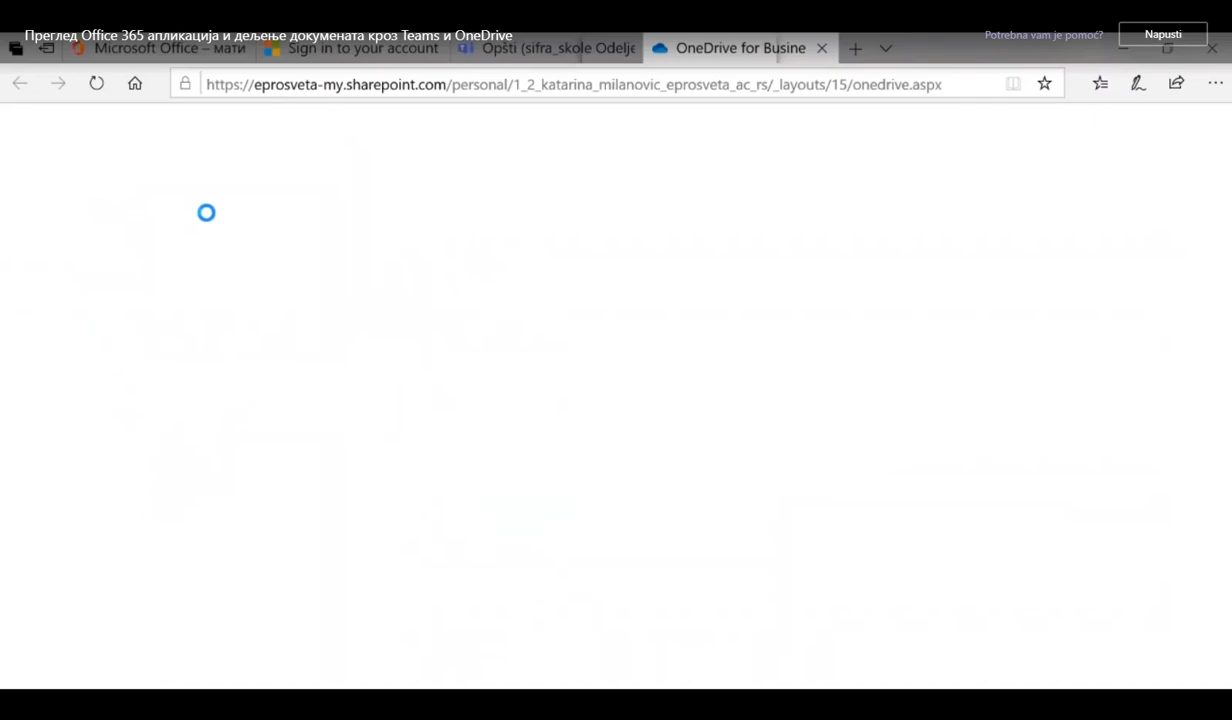 Преглед Office 365 апликација и дељење докумената кроз Teams и OneDrive
Potrebna vam je pomoć?
Napusti
Microsoft Office – мати
Sign in to your account
Opšti (sifra_skole Odelje
OneDrive for Busine
https://eprosveta-my.sharepoint.com/personal/1_2_katarina_milanovic_eprosveta_ac_rs/_layouts/15/onedrive.aspx